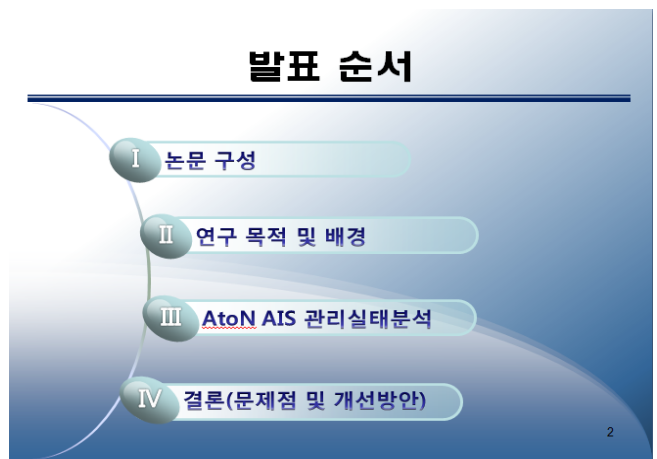 발표 순서
Ⅰ 논문 구성
Ⅱ 연구 목적 및 배경
Ⅲ AtoN AIS 관리실태분석
Ⅳ 결론(문제점 및 개선방안)
2